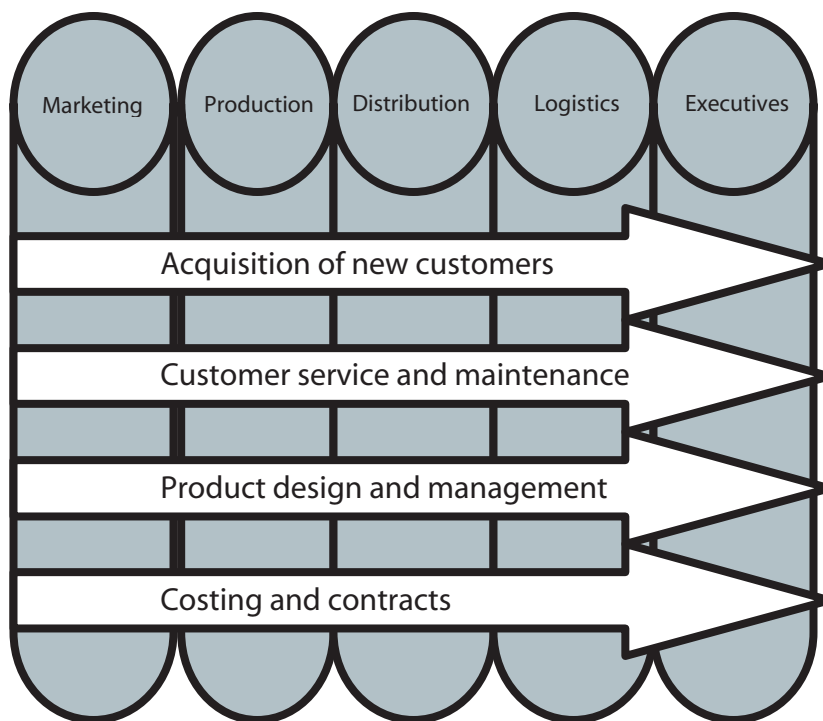 Marketing
Production
Distribution
Logistics
Executives
Acquisition of new customers
Customer service and maintenance
Product design and management
Costing and contracts